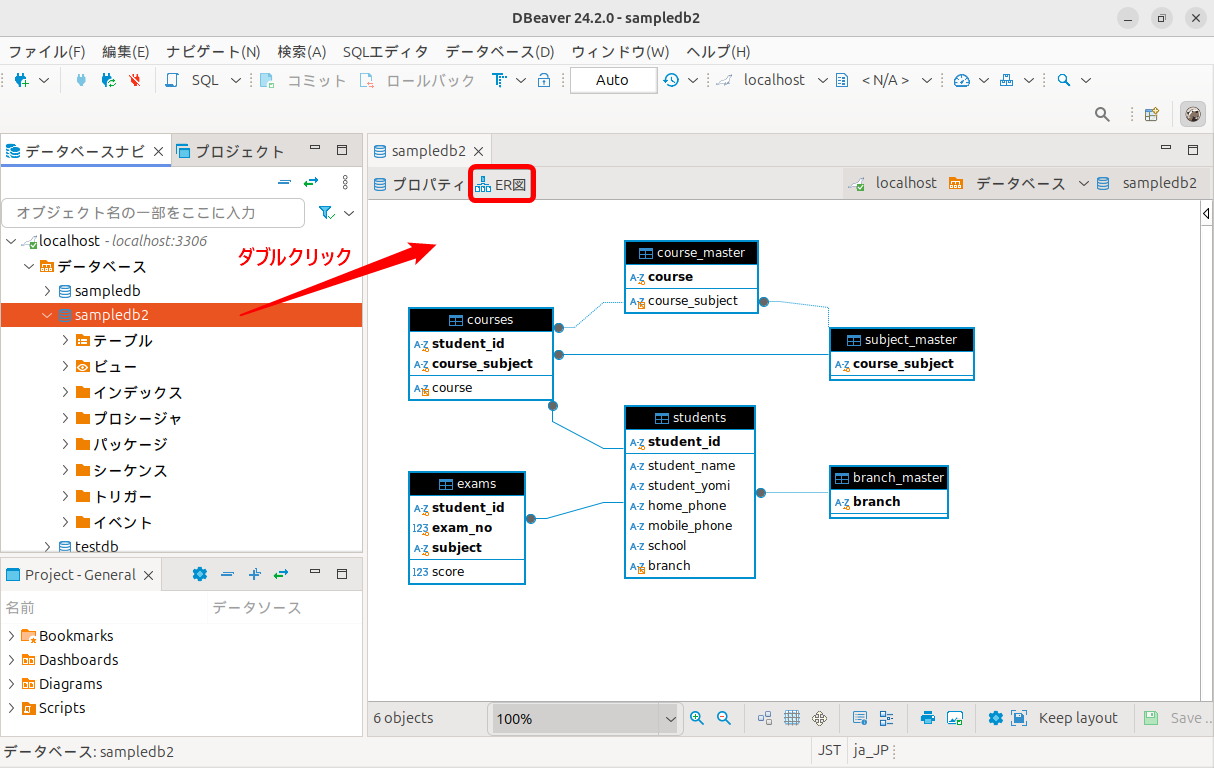 DBeaver 24.2.0 - sampledb2
ファイル(F) 編集(E) ナビゲート(N) 検索(A) SQLエディタ データベース(D) ウィンドウ(W) ヘルプ(H)
SQL コミット ロールバック Auto localhost < N/A >
データベースナビ プロジェクト
オブジェクト名の一部をここに入力
localhost - localhost:3306
データベース
sampledb
sampledb2
テーブル
ビュー
インデックス
プロシージャ
パッケージ
シーケンス
トリガー
イベント
testdb
ダブルクリック
Project - General
名前 データソース
Bookmarks
Dashboards
Diagrams
Scripts
sampledb2
プロパティ ER図 localhost データベース sampledb2
course_master
course
course_subject
courses
student_id
course_subject
course
subject_master
course_subject
students
student_id
student_name
student_yomi
home_phone
mobile_phone
school
branch
exams
student_id
123 exam_no
subject
123 score
branch_master
branch
6 objects 100% Keep layout Save ..
データベース: sampledb2 JST ja_JP